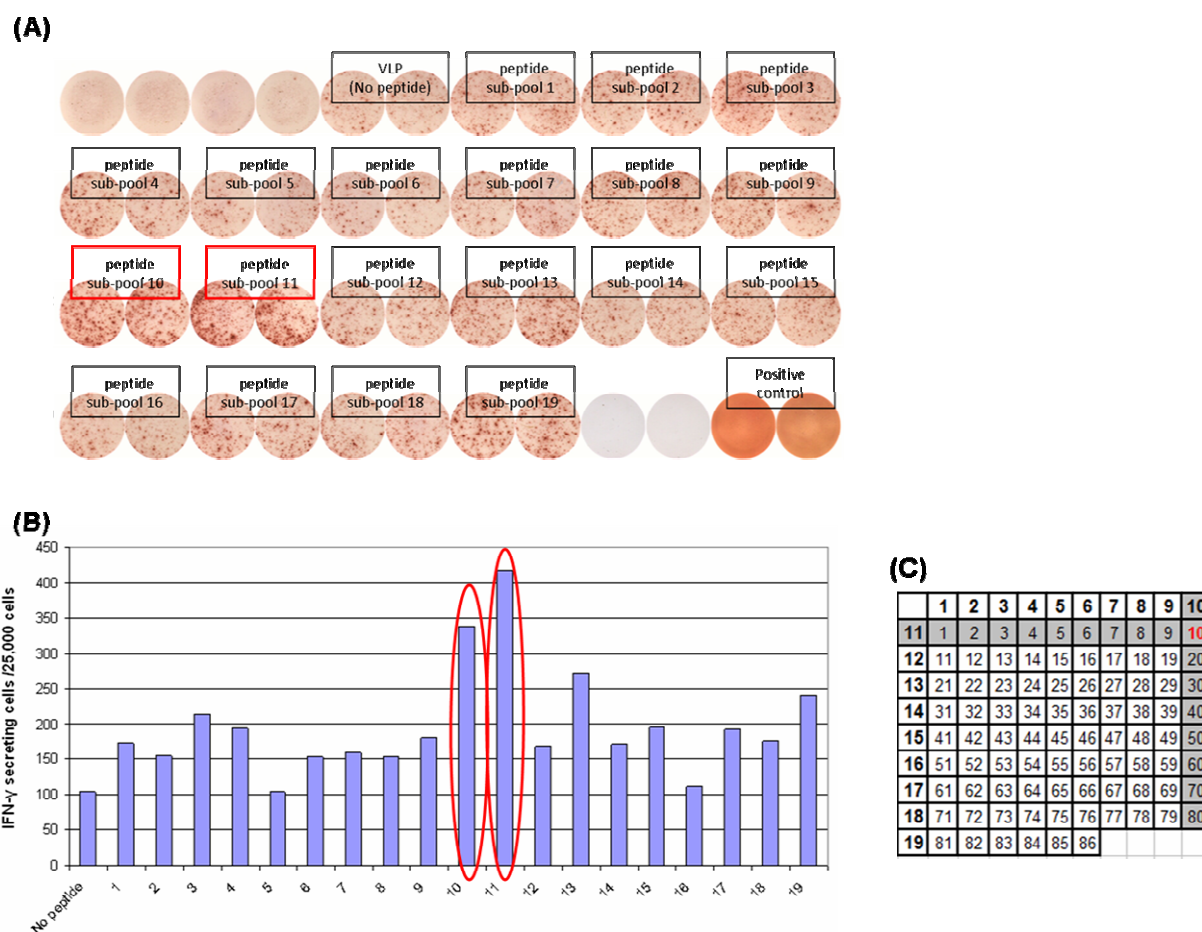 (A)
VLP
(No peptide)
peptide
sub-pool 1
peptide
sub-pool 2
peptide
sub-pool 3
peptide
sub-pool 4
peptide
sub-pool 5
peptide
sub-pool 6
peptide
sub-pool 7
peptide
sub-pool 8
peptide
sub-pool 9
peptide
sub-pool 10
peptide
sub-pool 11
peptide
sub-pool 12
peptide
sub-pool 13
peptide
sub-pool 14
peptide
sub-pool 15
peptide
sub-pool 16
peptide
sub-pool 17
peptide
sub-pool 18
peptide
sub-pool 19
Positive
control
(B)
IFN-γ secreting cells /25,000 cells
450
400
350
300
250
200
150
100
50
0
No peptide 1 2 3 4 5 6 7 8 9 10 11 12 13 14 15 16 17 18 19
(C)
1 2 3 4 5 6 7 8 9 10
11 1 2 3 4 5 6 7 8 9 10
12 11 12 13 14 15 16 17 18 19 20
13 21 22 23 24 25 26 27 28 29 30
14 31 32 33 34 35 36 37 38 39 40
15 41 42 43 44 45 46 47 48 49 50
16 51 52 53 54 55 56 57 58 59 60
17 61 62 63 64 65 66 67 68 69 70
18 71 72 73 74 75 76 77 78 79 80
19 81 82 83 84 85 86